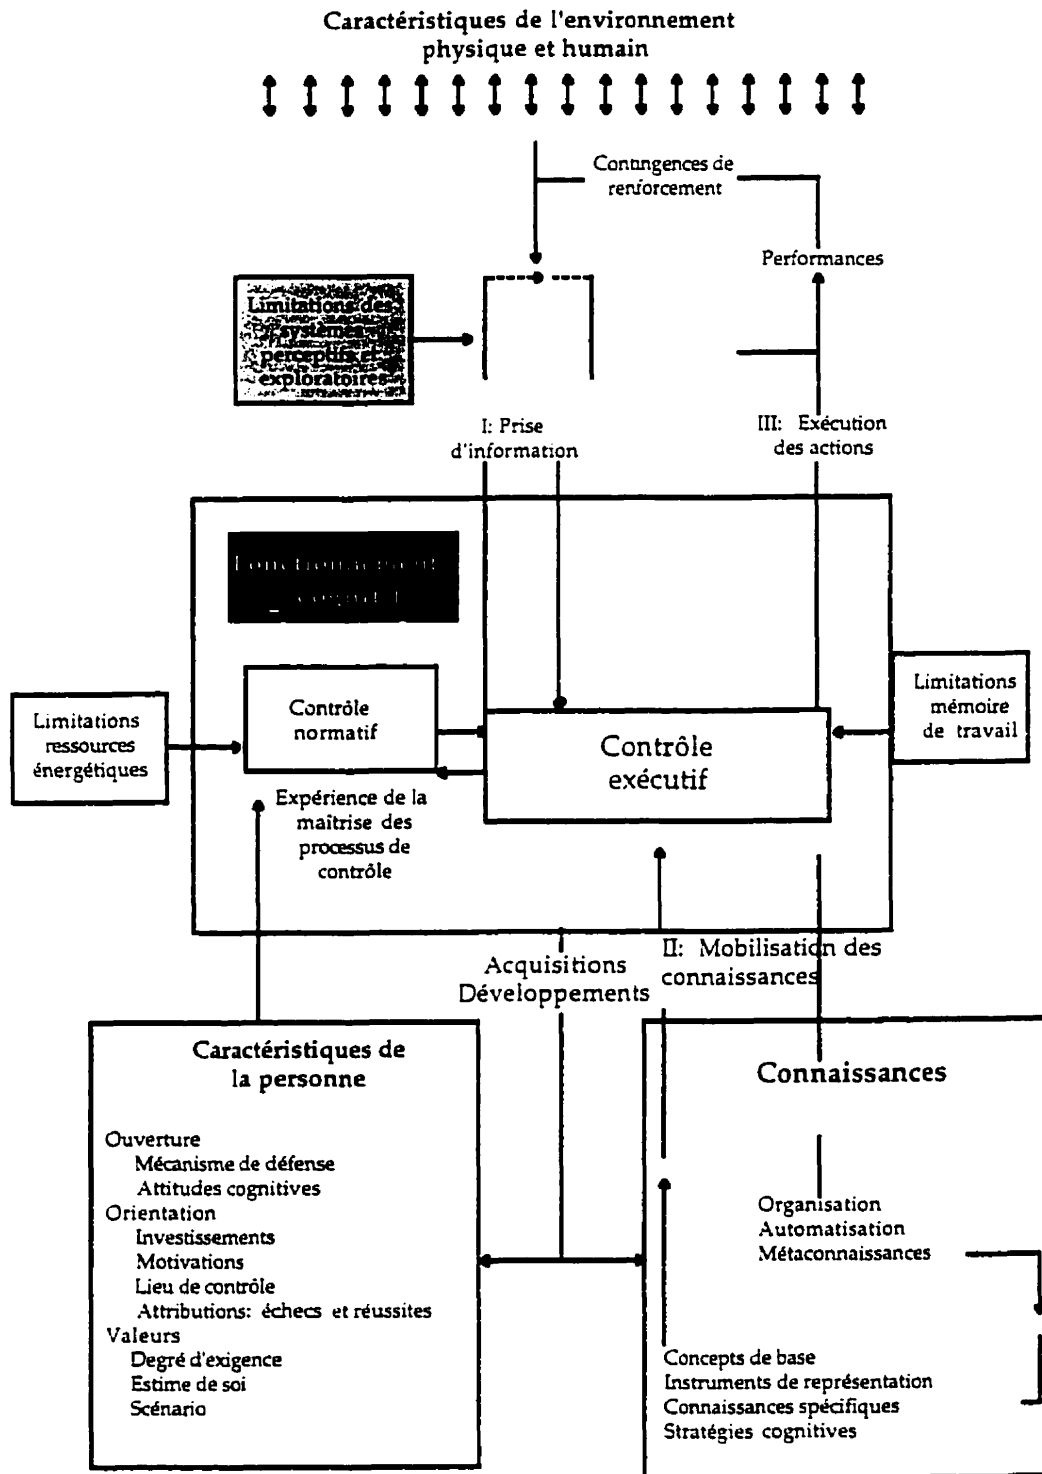 Caractéristiques de l'environnement
physique et humain
Contingences de
renforcement
Performances
Limitations des
systèmes
perceptifs et
exploratoires
I: Prise
d'information
III: Exécution
des actions
Fonctionnement
cognitif
Limitations
ressources
énergétiques
Contrôle
normatif
Contrôle
exécutif
Limitations
mémoire
de travail
Expérience de la
maîtrise des
processus de
contrôle
Acquisitions
Développements
II: Mobilisation des
connaissances
Caractéristiques de
la personne
Ouverture
Mécanisme de défense
Attitudes cognitives
Orientation
Investissements
Motivations
Lieu de contrôle
Attributions: échecs et réussites
Valeurs
Degré d'exigence
Estime de soi
Scénario
Connaissances
Organisation
Automatisation
Métaconnaissances
Concepts de base
Instruments de représentation
Connaissances spécifiques
Stratégies cognitives